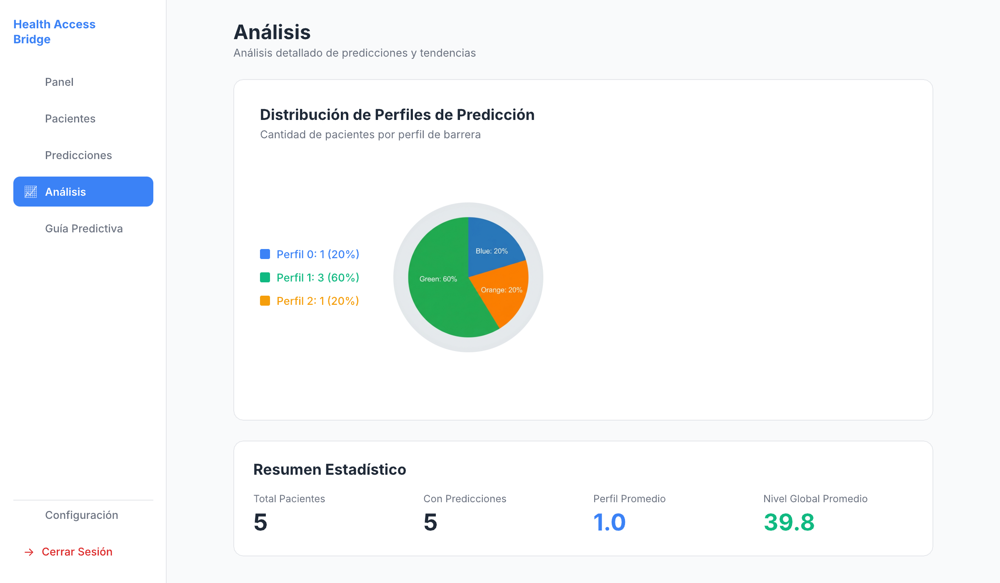 Health Access
Bridge
Panel
Pacientes
Predicciones
Análisis
Guía Predictiva
Configuración
Cerrar Sesión
Análisis
Análisis detallado de predicciones y tendencias
Distribución de Perfiles de Predicción
Cantidad de pacientes por perfil de barrera
Perfil 0: 1 (20%)
Perfil 1: 3 (60%)
Perfil 2: 1 (20%)
Blue: 20%
Green: 60%
Orange: 20%
Resumen Estadístico
Total Pacientes
5
Con Predicciones
5
Perfil Promedio
1.0
Nivel Global Promedio
39.8